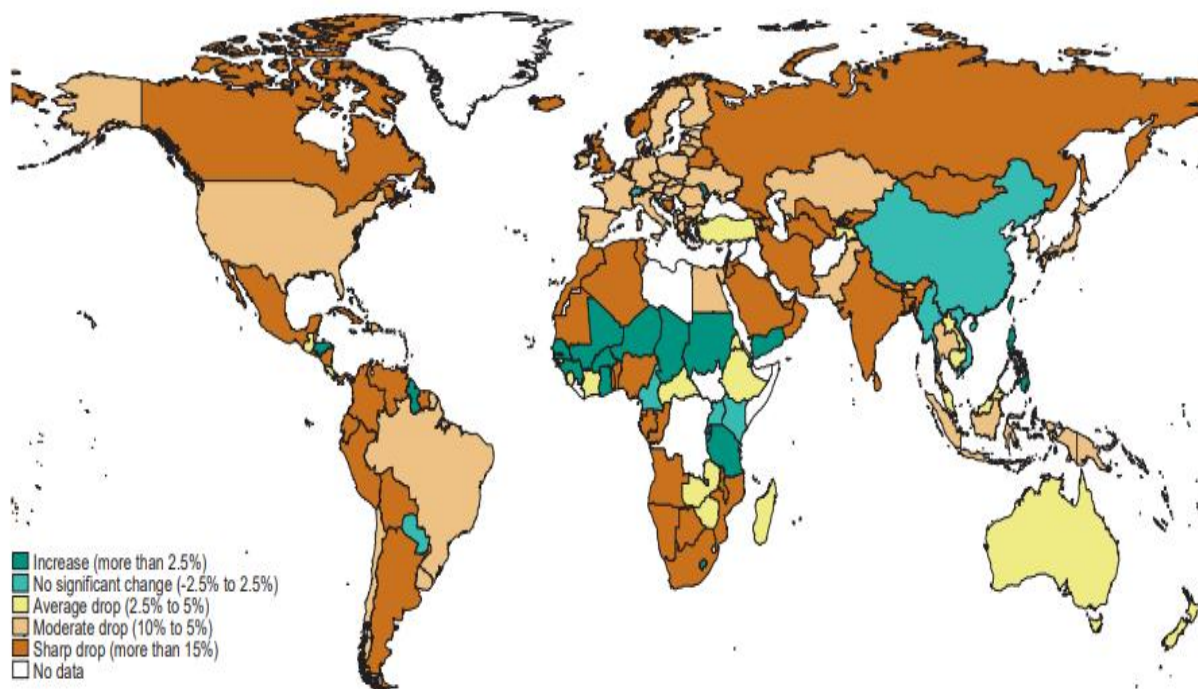 Increase (more than 2.5%)
No significant change (-2.5% to 2.5%)
Average drop (2.5% to 5%)
Moderate drop (10% to 5%)
Sharp drop (more than 15%)
No data